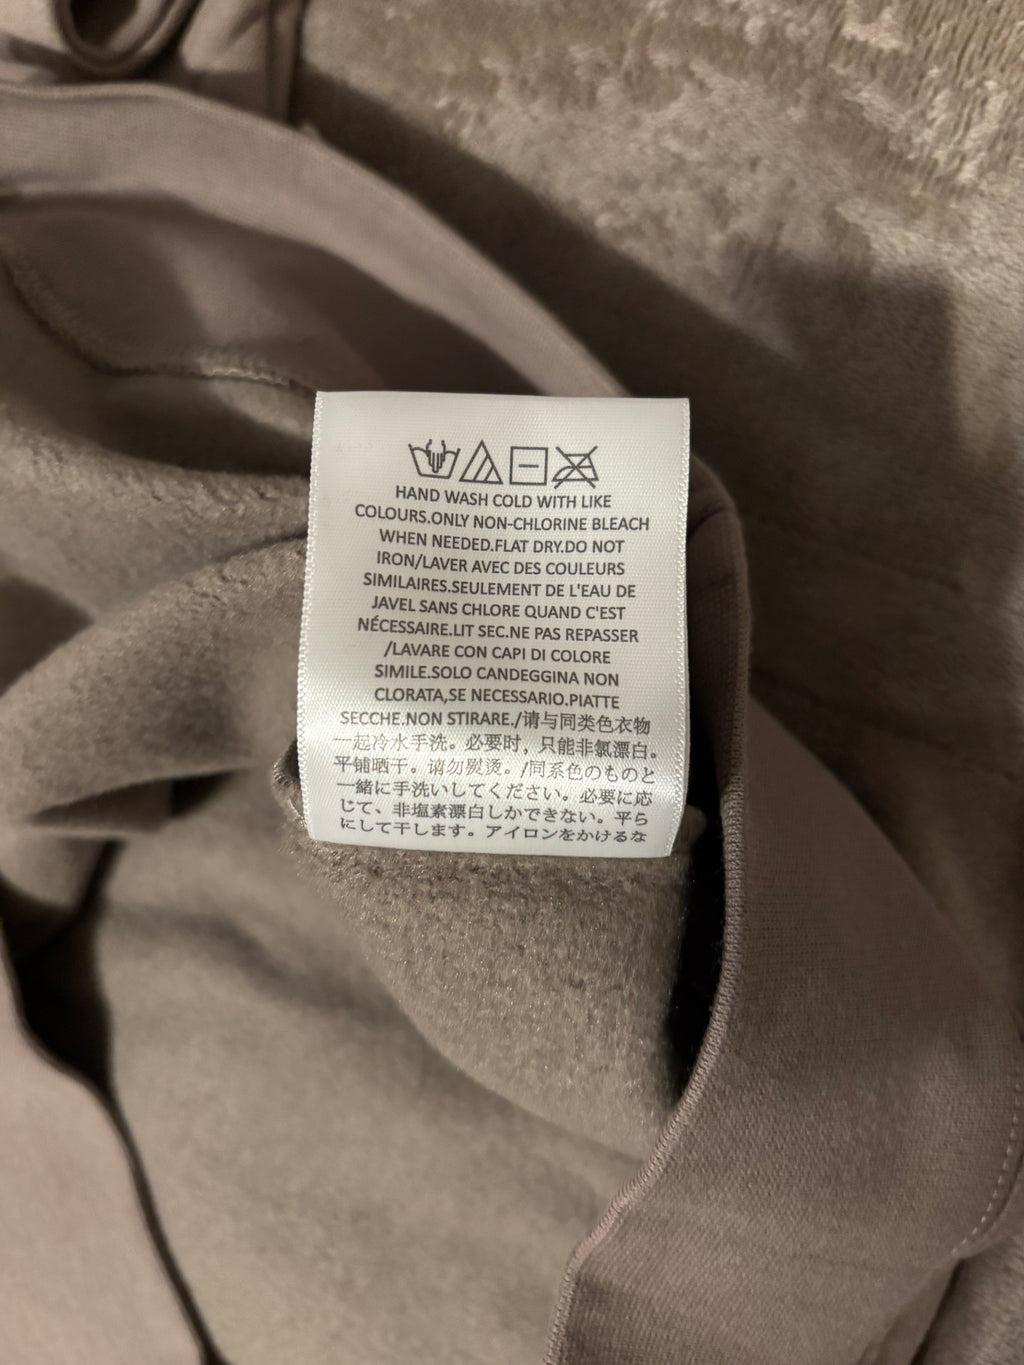 HAND WASH COLD WITH LIKE
COLOURS.ONLY NON-CHLORINE BLEACH
WHEN NEEDED.FLAT DRY.DO NOT
IRON/LAVER AVEC DES COULEURS
SIMILAIRES.SEULEMENT DE L'EAU DE
JAVEL SANS CHLORE QUAND C'EST
NÉCESSAIRE.LIT SEC.NE PAS REPASSER
/LAVARE CON CAPI DI COLORE
SIMILE.SOLO CANDEGGINA NON
CLORATA,SE NECESSARIO.PIATTE
SECCHE.NON STIRARE./请与同类色衣物
一起冷水手洗。必要时，只能非氯漂白。
平铺晒干。请勿熨烫。/同系色のものと
一緒に手洗いしてください。必要に応
じて、非塩素漂白しかできない。平ら
にして干します。アイロンをかけるな